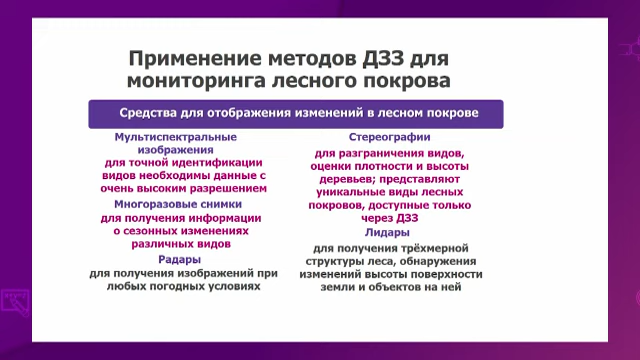 Применение методов ДЗЗ для
мониторинга лесного покрова
Средства для отображения изменений в лесном покрове
Мультиспектральные
изображения
для точной идентификации
видов необходимы данные с
очень высоким разрешением
Многоразовые снимки
для получения информации
о сезонных изменениях
различных видов
Радары
для получения изображений при
любых погодных условиях
Стереографии
для разграничения видов,
оценки плотности и высоты
деревьев; представляют
уникальные виды лесных
покровов, доступные только
через ДЗЗ
Лидары
для получения трёхмерной
структуры леса, обнаружения
изменений высоты поверхности
земли и объектов на ней